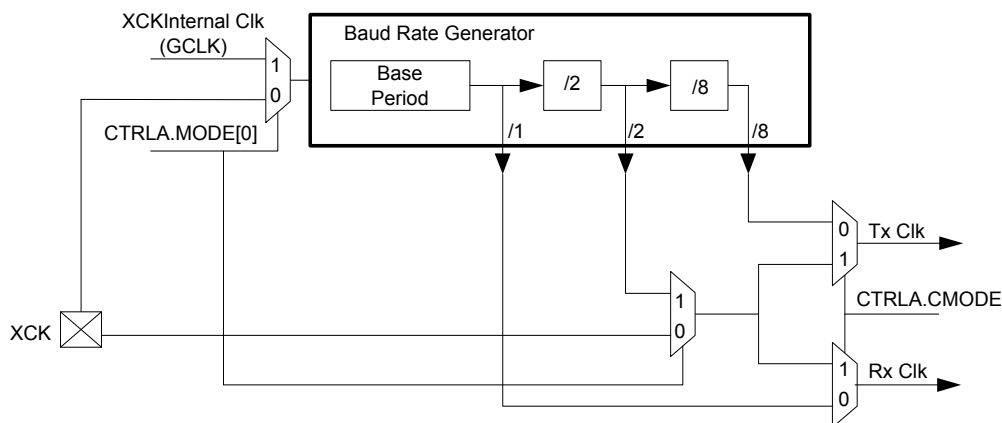 XCKInternal Clk
(GCLK)
Baud Rate Generator
1
0
Base
Period
/2
/8
CTRLA.MODE[0]
/1
/2
/8
0
1
Tx Clk
1
0
CTRLA.CMODE
XCK
1
0
Rx Clk